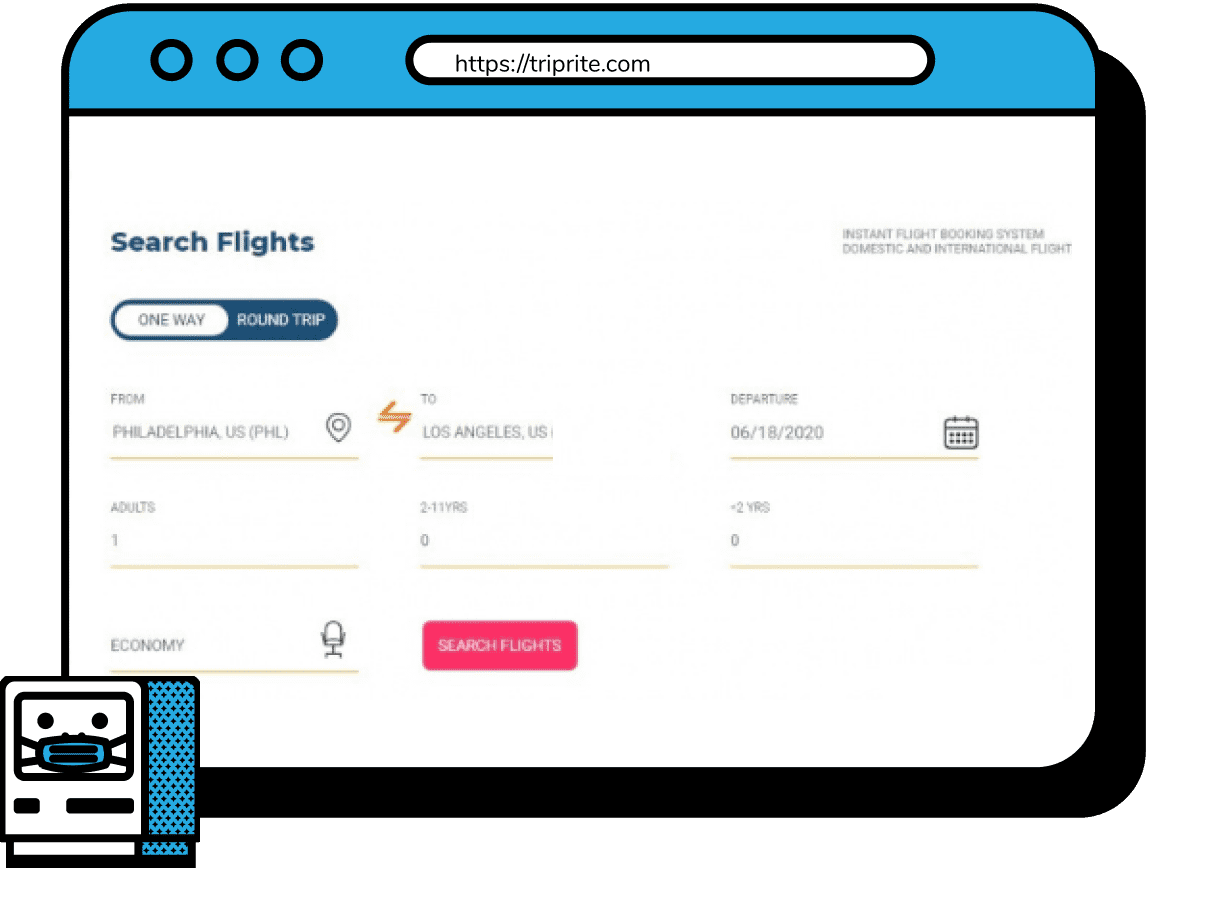 https://triprite.com
Search Flights
INSTANT FLIGHT BOOKING SYSTEM
DOMESTIC AND INTERNATIONAL FLIGHT
ONE WAY ROUND TRIP
FROM TO DEPARTURE
PHILADELPHIA, US (PHL) LOS ANGELES, US 06/18/2020
ADULTS 2-11YRS <2 YRS
1 0 0
ECONOMY SEARCH FLIGHTS